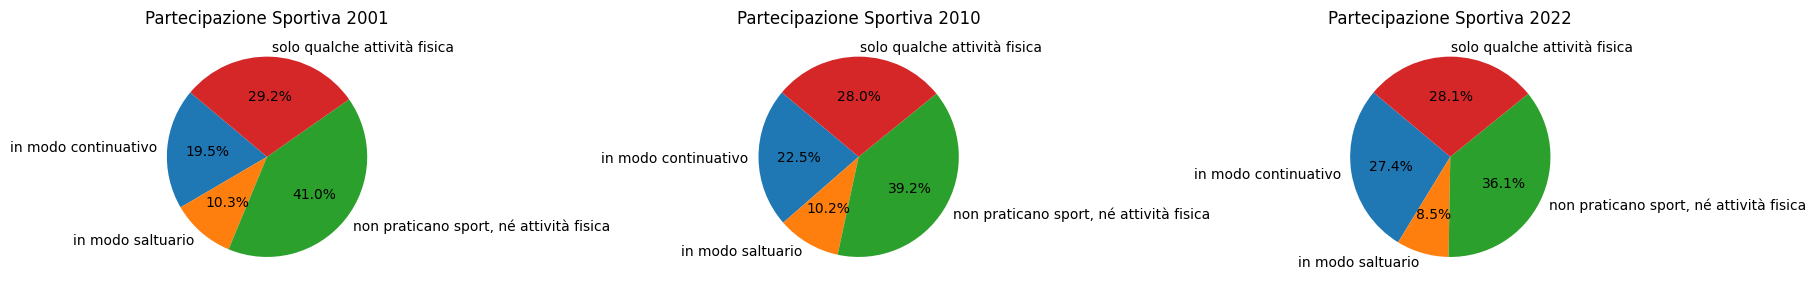 Partecipazione Sportiva 2001
solo qualche attività fisica
29.2%
in modo continuativo
19.5%
10.3%
41.0%
in modo saltuario
non praticano sport, né attività fisica
Partecipazione Sportiva 2010
solo qualche attività fisica
28.0%
in modo continuativo
22.5%
10.2%
39.2%
in modo saltuario
non praticano sport, né attività fisica
Partecipazione Sportiva 2022
solo qualche attività fisica
28.1%
in modo continuativo
27.4%
8.5%
36.1%
in modo saltuario
non praticano sport, né attività fisica